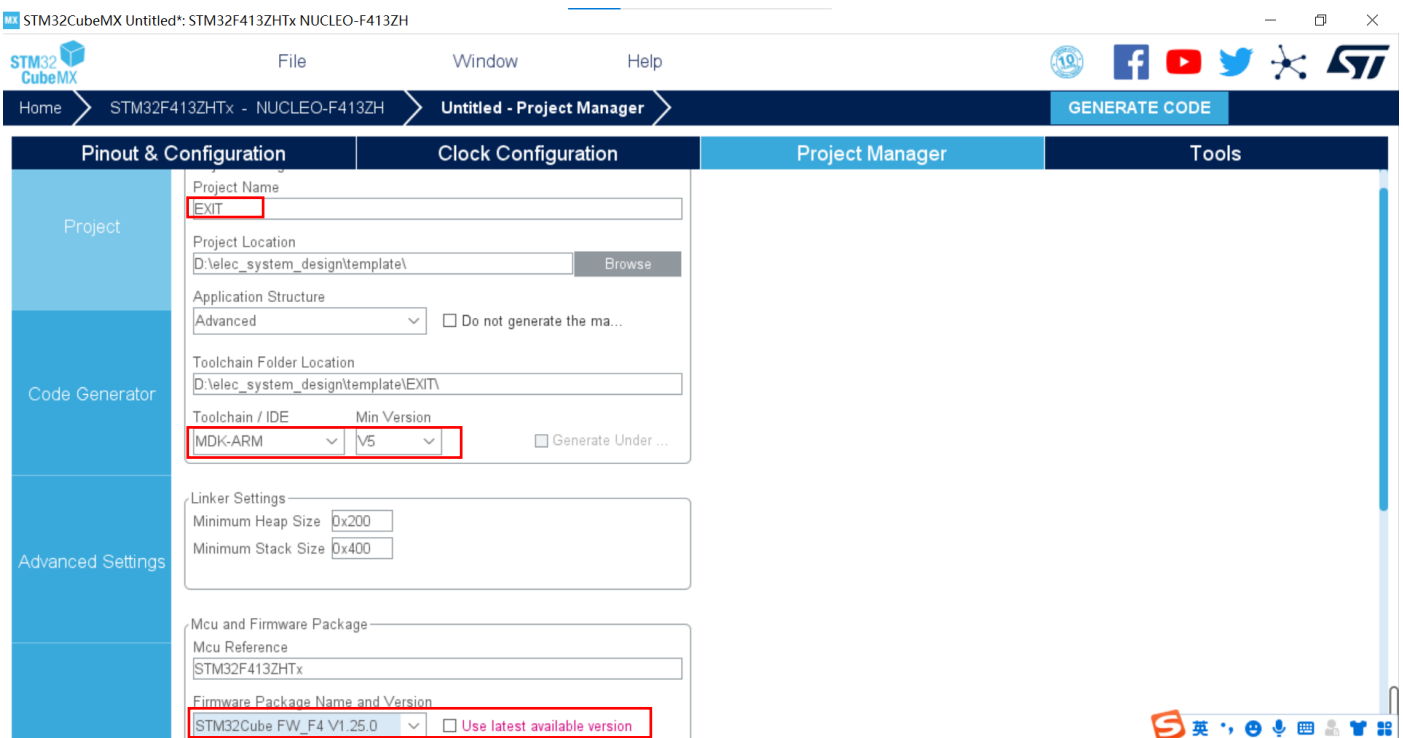 MX STM32CubeMX Untitled*: STM32F413ZHTx NUCLEO-F413ZH
STM32
CubeMX
File Window Help
10
ST
Home STM32F413ZHTx - NUCLEO-F413ZH Untitled - Project Manager GENERATE CODE
Pinout & Configuration Clock Configuration Project Manager Tools
Project
Code Generator
Advanced Settings
Project Name
EXIT
Project Location
D:\elec_system_design\template\ Browse
Application Structure
Advanced Do not generate the ma...
Toolchain Folder Location
D:\elec_system_design\template\EXIT\
Toolchain / IDE Min Version
MDK-ARM V5 Generate Under ...
Linker Settings
Minimum Heap Size 0x200
Minimum Stack Size 0x400
Mcu and Firmware Package
Mcu Reference
STM32F413ZHTx
Firmware Package Name and Version
STM32Cube FW_F4 V1.25.0 Use latest available version
S 英